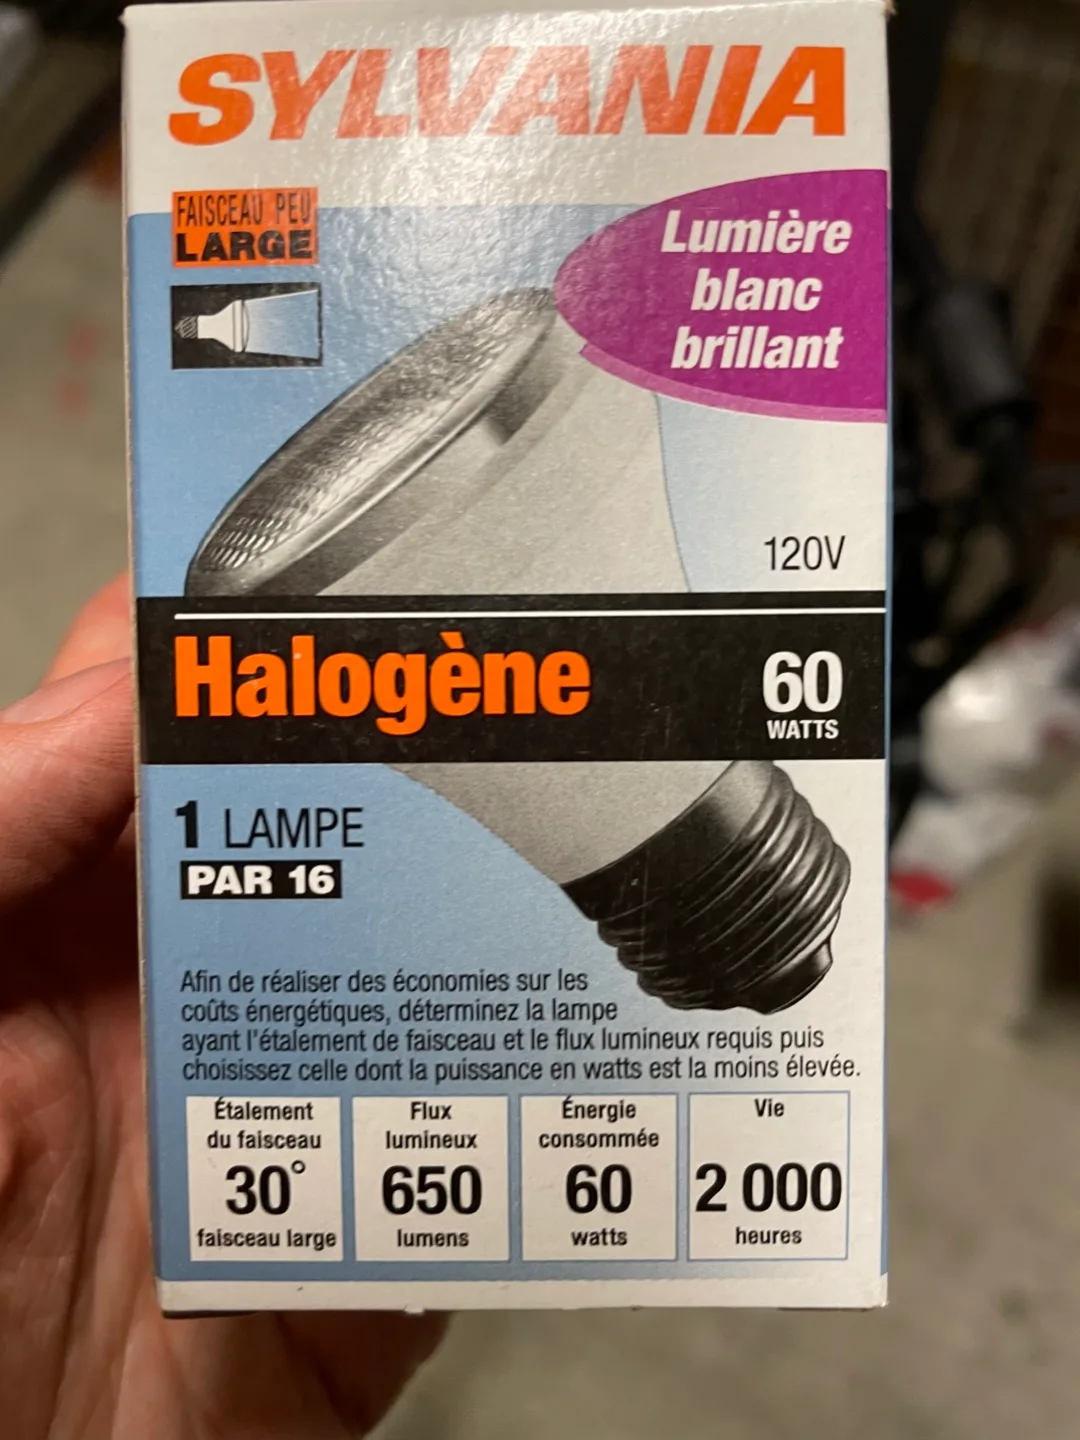 SYLVANIA
FAISCEAU PEU
LARGE
Lumière
blanc
brillant
120V
Halogène
60
WATTS
1 LAMPE
PAR 16
Afin de réaliser des économies sur les
coûts énergétiques, déterminez la lampe
ayant l'étalement de faisceau et le flux lumineux requis puis
choisissez celle dont la puissance en watts est la moins élevée.
Étalement
du faisceau
30°
faisceau large
Flux
lumineux
650
lumens
Énergie
consommée
60
watts
Vie
2 000
heures